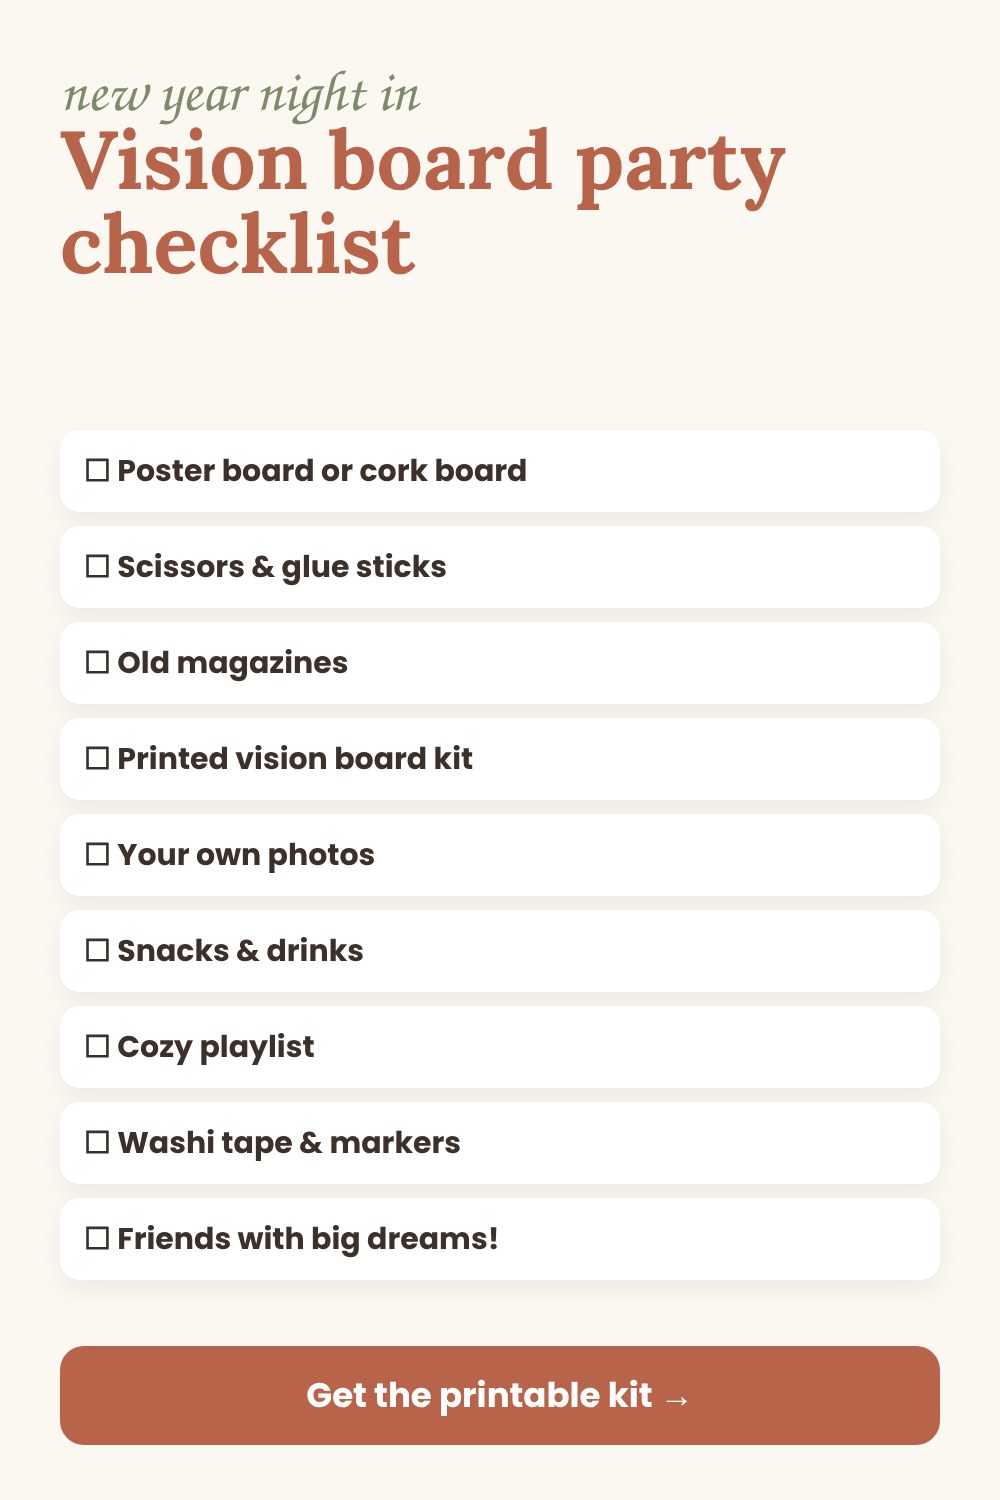 new year night in
Vision board party
checklist
☐ Poster board or cork board
☐ Scissors & glue sticks
☐ Old magazines
☐ Printed vision board kit
☐ Your own photos
☐ Snacks & drinks
☐ Cozy playlist
☐ Washi tape & markers
☐ Friends with big dreams!
Get the printable kit →